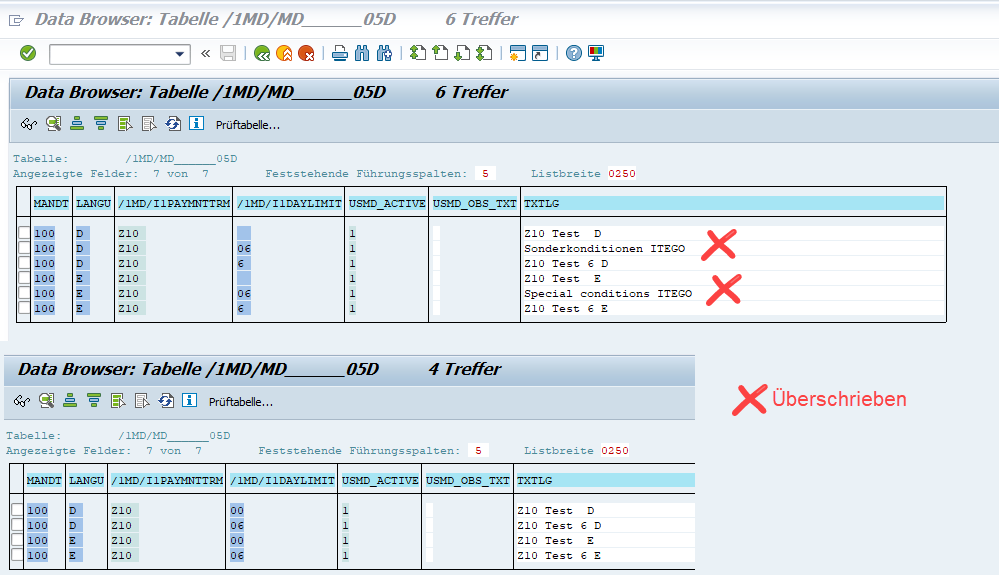 Data Browser: Tabelle /1MD/MD______05D 6 Treffer
Data Browser: Tabelle /1MD/MD______05D 6 Treffer
Prüftabelle...
Tabelle: /1MD/MD______05D
Angezeigte Felder: 7 von 7 Feststehende Führungsspalten: 5 Listbreite 0250
MANDT LANGU /1MD/I1PAYMNTTRM /1MD/I1DAYLIMIT USMD_ACTIVE USMD_OBS_TXT TXTLG
100 D Z10 1 Z10 Test D
100 D Z10 06 1 Sonderkonditionen ITEGO
100 D Z10 6 1 Z10 Test 6 D
100 E Z10 1 Z10 Test E
100 E Z10 06 1 Special conditions ITEGO
100 E Z10 6 1 Z10 Test 6 E
Data Browser: Tabelle /1MD/MD______05D 4 Treffer
Prüftabelle...
Überschrieben
Tabelle: /1MD/MD______05D
Angezeigte Felder: 7 von 7 Feststehende Führungsspalten: 5 Listbreite 0250
MANDT LANGU /1MD/I1PAYMNTTRM /1MD/I1DAYLIMIT USMD_ACTIVE USMD_OBS_TXT TXTLG
100 D Z10 00 1 Z10 Test D
100 D Z10 06 1 Z10 Test 6 D
100 E Z10 00 1 Z10 Test E
100 E Z10 06 1 Z10 Test 6 E